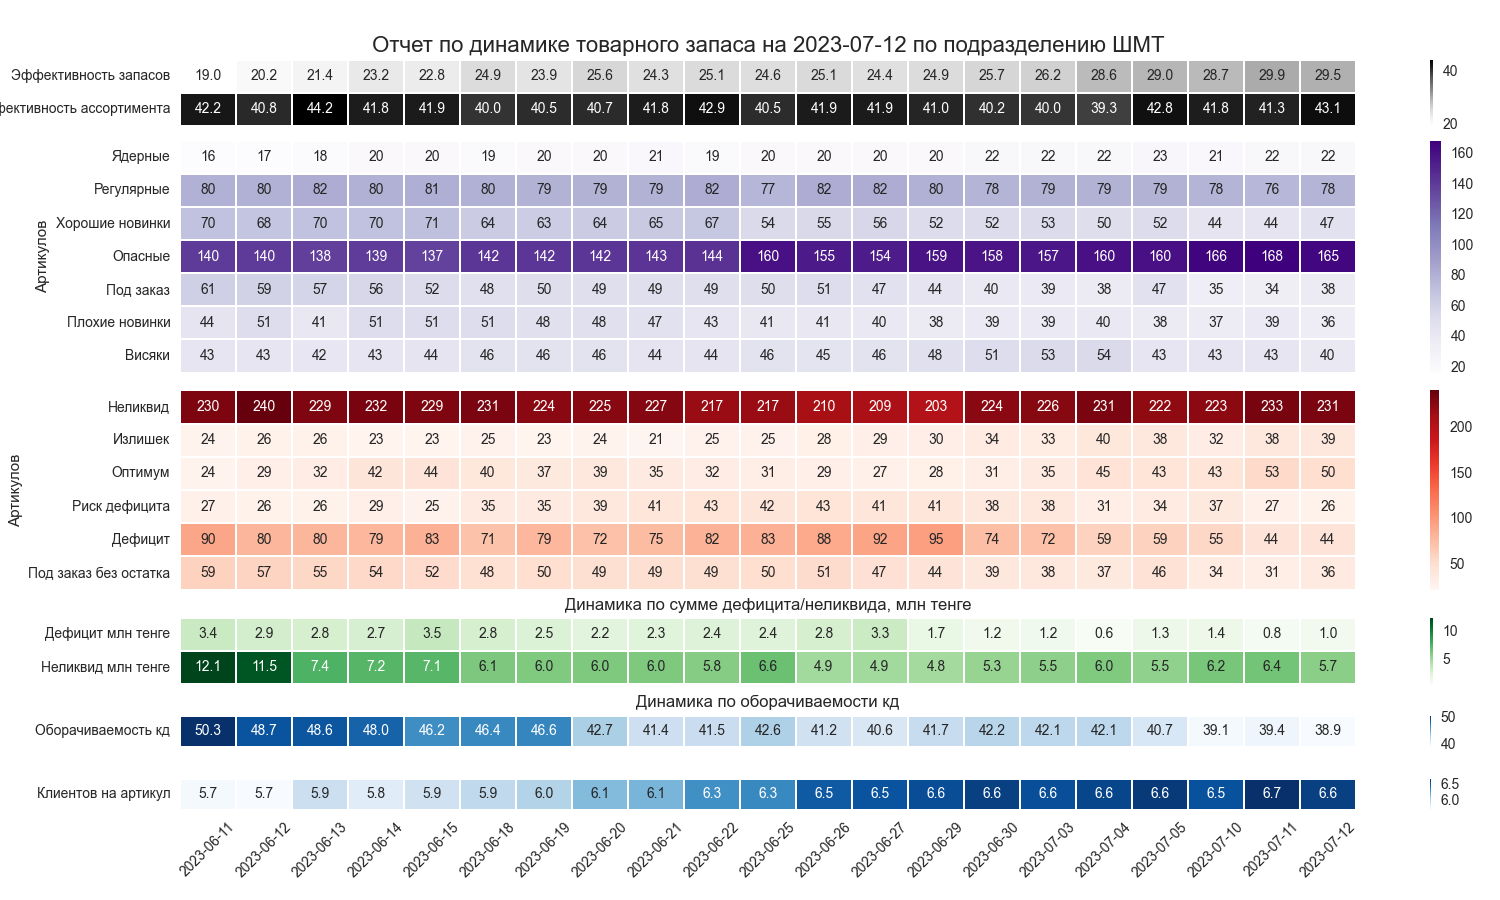 Отчет по динамике товарного запаса на 2023-07-12 по подразделению ШМТ
Эффективность запасов 19.0 20.2 21.4 23.2 22.8 24.9 23.9 25.6 24.3 25.1 24.6 25.1 24.4 24.9 25.7 26.2 28.6 29.0 28.7 29.9 29.5
фективность ассортимента 42.2 40.8 44.2 41.8 41.9 40.0 40.5 40.7 41.8 42.9 40.5 41.9 41.9 41.0 40.2 40.0 39.3 42.8 41.8 41.3 43.1
40
20
Артикулов
Ядерные 16 17 18 20 20 19 20 20 21 19 20 20 20 20 22 22 22 23 21 22 22
Регулярные 80 80 82 80 81 80 79 79 79 82 77 82 82 80 78 79 79 79 78 76 78
Хорошие новинки 70 68 70 70 71 64 63 64 65 67 54 55 56 52 52 53 50 52 44 44 47
Опасные 140 140 138 139 137 142 142 142 143 144 160 155 154 159 158 157 160 160 166 168 165
Под заказ 61 59 57 56 52 48 50 49 49 49 50 51 47 44 40 39 38 47 35 34 38
Плохие новинки 44 51 41 51 51 51 48 48 47 43 41 41 40 38 39 39 40 38 37 39 36
Висяки 43 43 42 43 44 46 46 46 44 44 46 45 46 48 51 53 54 43 43 43 40
160
140
120
100
80
60
40
20
Артикулов
Неликвид 230 240 229 232 229 231 224 225 227 217 217 210 209 203 224 226 231 222 223 233 231
Излишек 24 26 26 23 23 25 23 24 21 25 25 28 29 30 34 33 40 38 32 38 39
Оптимум 24 29 32 42 44 40 37 39 35 32 31 29 27 28 31 35 45 43 43 53 50
Риск дефицита 27 26 26 29 25 35 35 39 41 43 42 43 41 41 38 38 31 34 37 27 26
Дефицит 90 80 80 79 83 71 79 72 75 82 83 88 92 95 74 72 59 59 55 44 44
Под заказ без остатка 59 57 55 54 52 48 50 49 49 49 50 51 47 44 39 38 37 46 34 31 36
200
150
100
50
Динамика по сумме дефицита/неликвида, млн тенге
Дефицит млн тенге 3.4 2.9 2.8 2.7 3.5 2.8 2.5 2.2 2.3 2.4 2.4 2.8 3.3 1.7 1.2 1.2 0.6 1.3 1.4 0.8 1.0
Неликвид млн тенге 12.1 11.5 7.4 7.2 7.1 6.1 6.0 6.0 6.0 5.8 6.6 4.9 4.9 4.8 5.3 5.5 6.0 5.5 6.2 6.4 5.7
10
5
Динамика по оборачиваемости кд
Оборачиваемость кд 50.3 48.7 48.6 48.0 46.2 46.4 46.6 42.7 41.4 41.5 42.6 41.2 40.6 41.7 42.2 42.1 42.1 40.7 39.1 39.4 38.9
50
40
Клиентов на артикул 5.7 5.7 5.9 5.8 5.9 5.9 6.0 6.1 6.1 6.3 6.3 6.5 6.5 6.6 6.6 6.6 6.6 6.6 6.5 6.7 6.6
6.5
6.0
2023-06-11 2023-06-12 2023-06-13 2023-06-14 2023-06-15 2023-06-18 2023-06-19 2023-06-20 2023-06-21 2023-06-22 2023-06-25 2023-06-26 2023-06-27 2023-06-29 2023-06-30 2023-07-03 2023-07-04 2023-07-05 2023-07-10 2023-07-11 2023-07-12